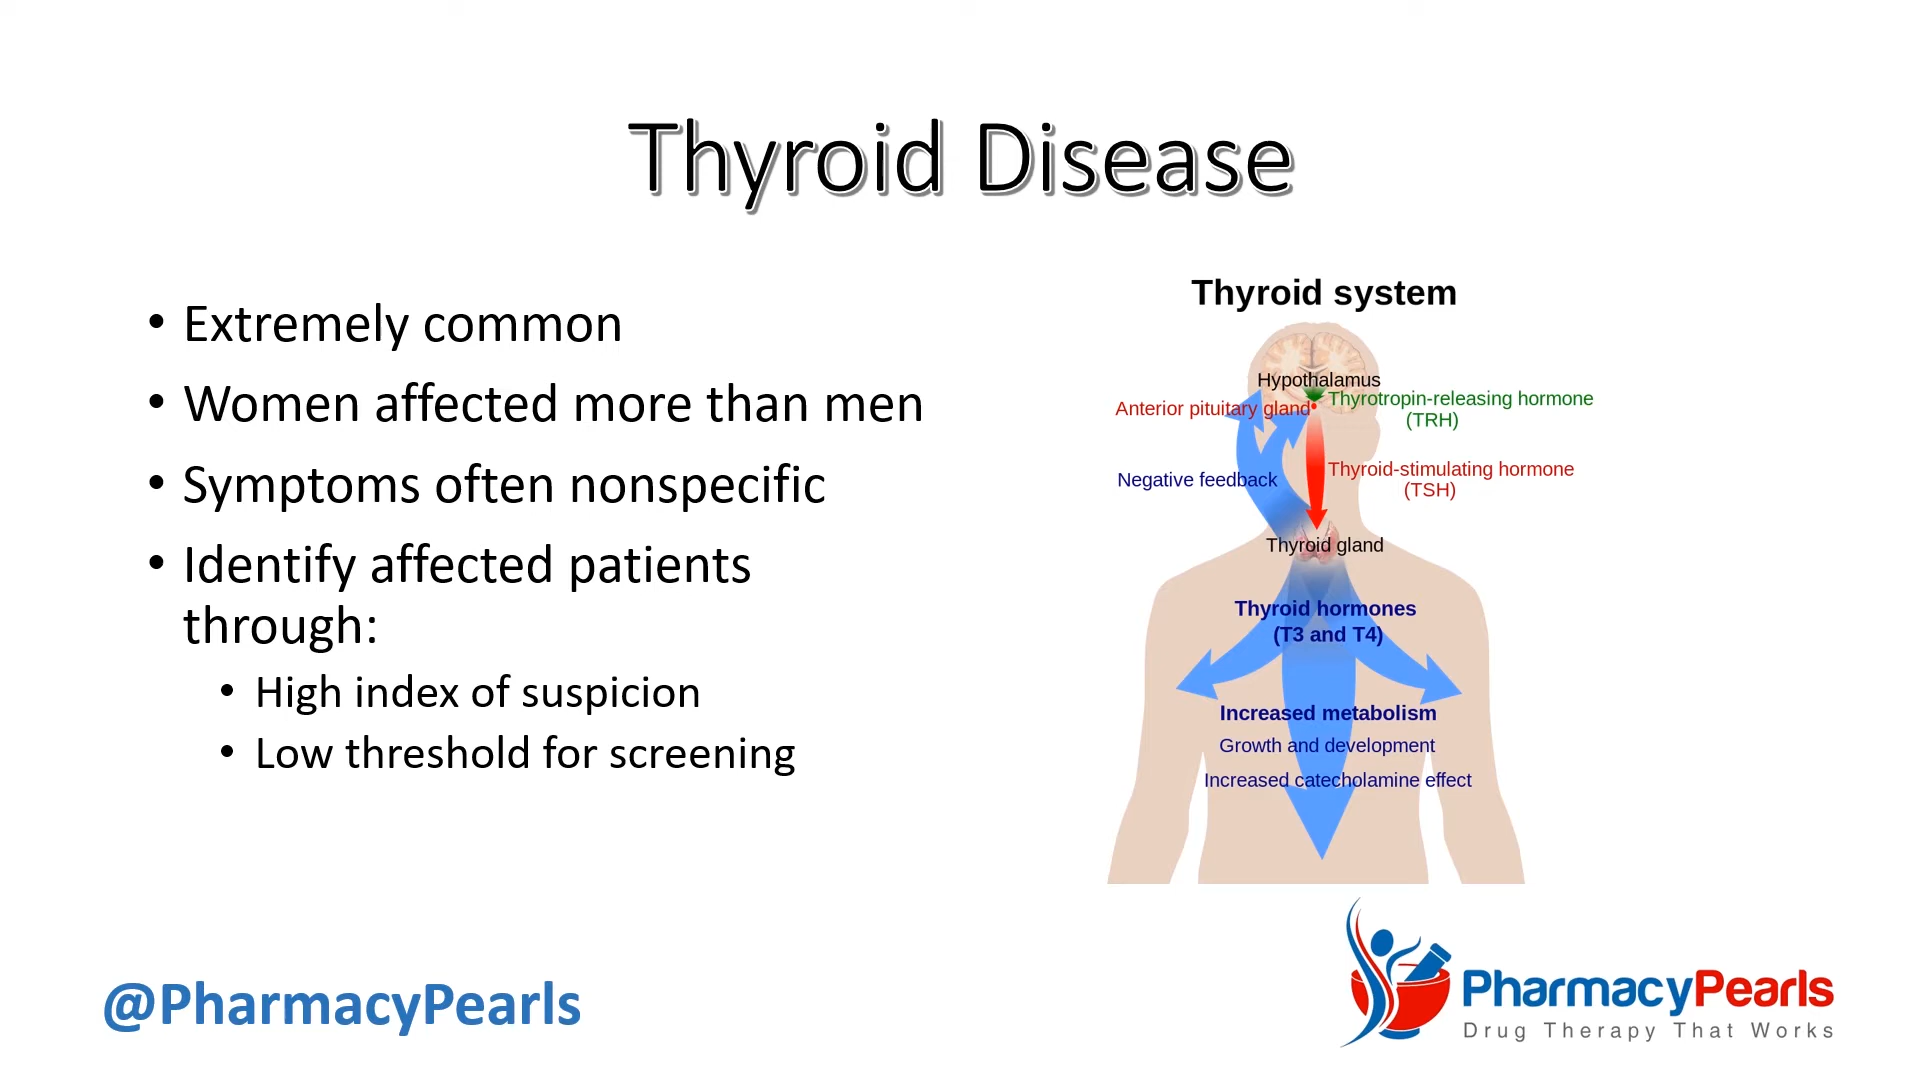 Thyroid Disease
• Extremely common
• Women affected more than men
• Symptoms often nonspecific
• Identify affected patients
through:
• High index of suspicion
• Low threshold for screening
Thyroid system
Hypothalamus
Anterior pituitary gland
Thyrotropin-releasing hormone
(TRH)
Negative feedback
Thyroid-stimulating hormone
(TSH)
Thyroid gland
Thyroid hormones
(T3 and T4)
Increased metabolism
Growth and development
Increased catecholamine effect
@PharmacyPearls
PharmacyPearls
Drug Therapy That Works